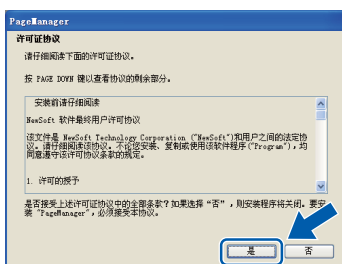 PageManager
许可证协议
请仔细阅读下面的许可证协议。
按 PAGE DOWN 键以查看协议的剩余部分。
安装前请仔细阅读
NewSoft 软件最终用户许可协议
该文件是 NewSoft Technology Corporation ("NewSoft")和用户之间的法定协
议。请仔细阅读该协议。不论您安装、复制或使用该软件程序("Program")，均
同意遵守该许可协议条款的规定。
1. 许可的授予
是否接受上述许可证协议中的全部条款？如果选择 “否” ，则安装程序将关闭。要安
装 "PageManager"，必须接受本协议。
是
否